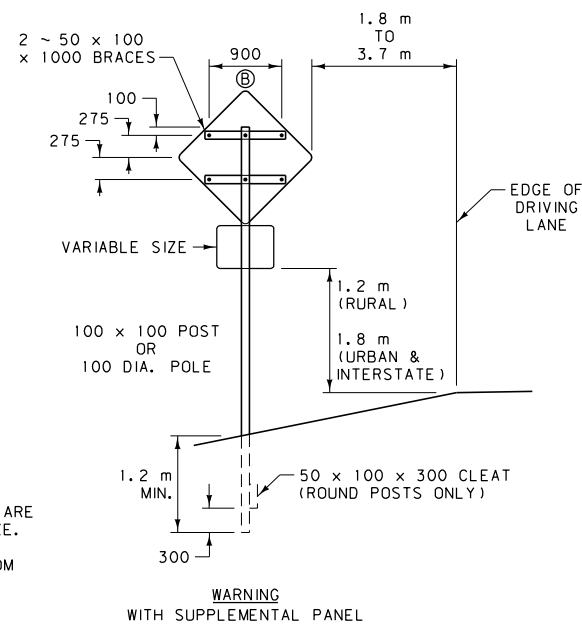 1.8 m
TO
3.7 m
2 ~ 50 x 100
x 1000 BRACES
900
B
100
275
275
EDGE OF
DRIVING
LANE
VARIABLE SIZE
1.2 m
(RURAL)
1.8 m
(URBAN &
INTERSTATE)
100 x 100 POST
OR
100 DIA. POLE
1.2 m
MIN.
50 x 100 x 300 CLEAT
(ROUND POSTS ONLY)
ARE
300
WARNING
WITH SUPPLEMENTAL PANEL